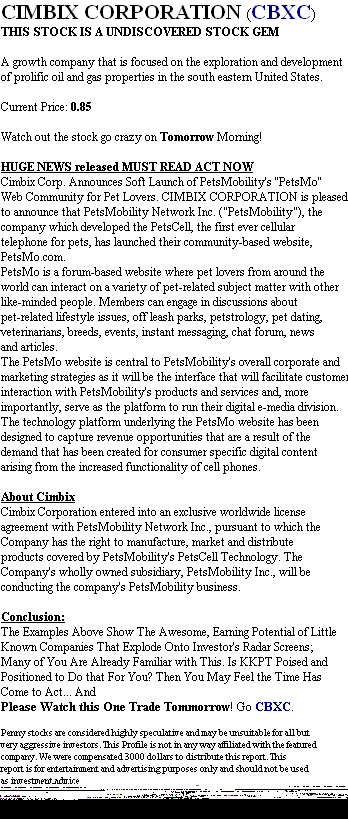 CIMBIX CORPORATION (CBXC)
THIS STOCK IS A UNDISCOVERED STOCK GEM
A growth company that is focused on the exploration and development
of prolific oil and gas properties in the south eastern United States.
Current Price: 0.85
Watch out the stock go crazy on Tomorrow Morning!
HUGE NEWS released MUST READ ACT NOW
Cimbix Corp. Announces Soft Launch of PetsMobility's "PetsMo"
Web Community for Pet Lovers. CIMBIX CORPORATION is pleased
to announce that PetsMobility Network Inc. ("PetsMobility"), the
company which developed the PetsCell, the first ever cellular
telephone for pets, has launched their community-based website,
PetsMo.com.
PetsMo is a forum-based website where pet lovers from around the
world can interact on a variety of pet-related subject matter with other
like-minded people. Members can engage in discussions about
pet-related lifestyle issues, off leash parks, petstrology, pet dating,
veterinarians, breeds, events, instant messaging, chat forum, news
and articles.
The PetsMo website is central to PetsMobility's overall corporate and
marketing strategies as it will be the interface that will facilitate customer
interaction with PetsMobility's products and services and, more
importantly, serve as the platform to run their digital e-media division.
The technology platform underlying the PetsMo website has been
designed to capture revenue opportunities that are a result of the
demand that has been created for consumer specific digital content
arising from the increased functionality of cell phones.
About Cimbix
Cimbix Corporation entered into an exclusive worldwide license
agreement with PetsMobility Network Inc., pursuant to which the
Company has the right to manufacture, market and distribute
products covered by PetsMobility's PetsCell Technology. The
Company's wholly owned subsidiary, PetsMobility Inc., will be
conducting the company's PetsMobility business.
Conclusion:
The Examples Above Show The Awesome, Earning Potential of Little
Known Companies That Explode Onto Investor's Radar Screens;
Many of You Are Already Familiar with This. Is KKPT Poised and
Positioned to Do that For You? Then You May Feel the Time Has
Come to Act... And
Please Watch this One Trade Tommorrow! Go CBXC.
Penny stocks are considered highly speculative and may be unsuitable for all but
very aggressive investors. This Profile is not in any way affiliated with the featured
company. We were compensated 3000 dollars to distribute this report. This
report is for entertainment and advertising purposes only and should not be used
as investment advice